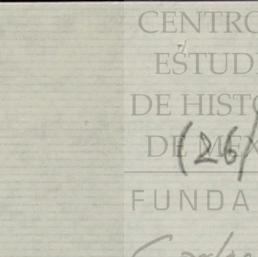 CENTRO
ESTUD
DE HISTO
DE MEX
(26/
FUNDA